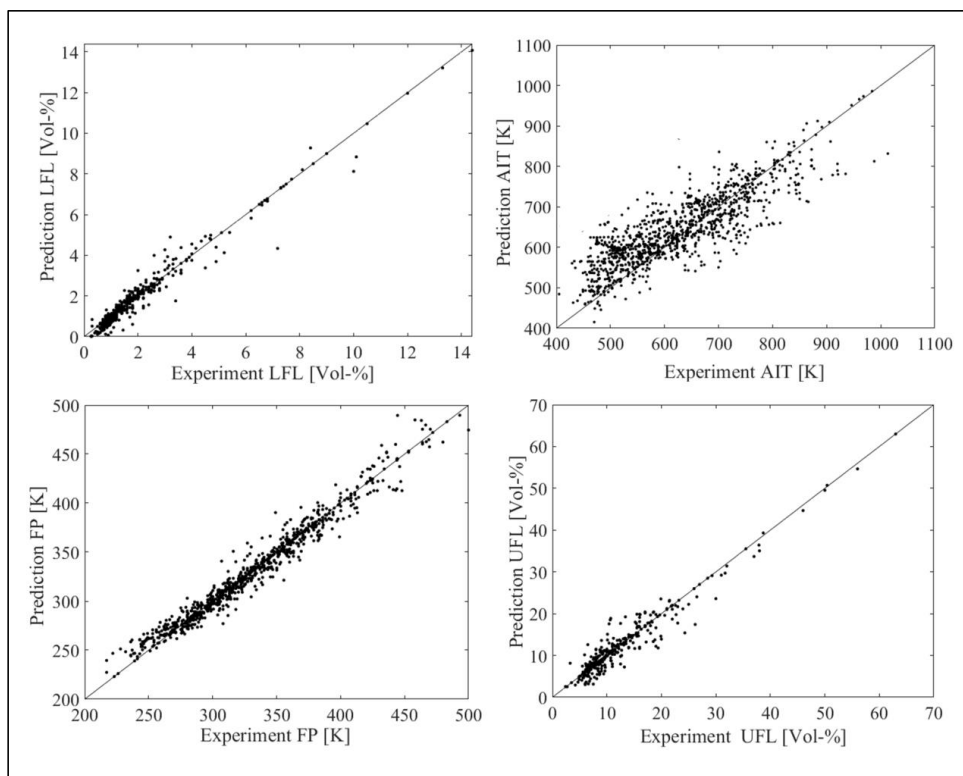 Prediction LFL [Vol-%]
14
12
10
8
6
4
2
0
0 2 4 6 8 10 12 14
Experiment LFL [Vol-%]
Prediction AIT [K]
1100
1000
900
800
700
600
500
400
400 500 600 700 800 900 1000 1100
Experiment AIT [K]
Prediction FP [K]
500
450
400
350
300
250
200
200 250 300 350 400 450 500
Experiment FP [K]
Prediction UFL [Vol-%]
70
60
50
40
30
20
10
0
0 10 20 30 40 50 60 70
Experiment UFL [Vol-%]